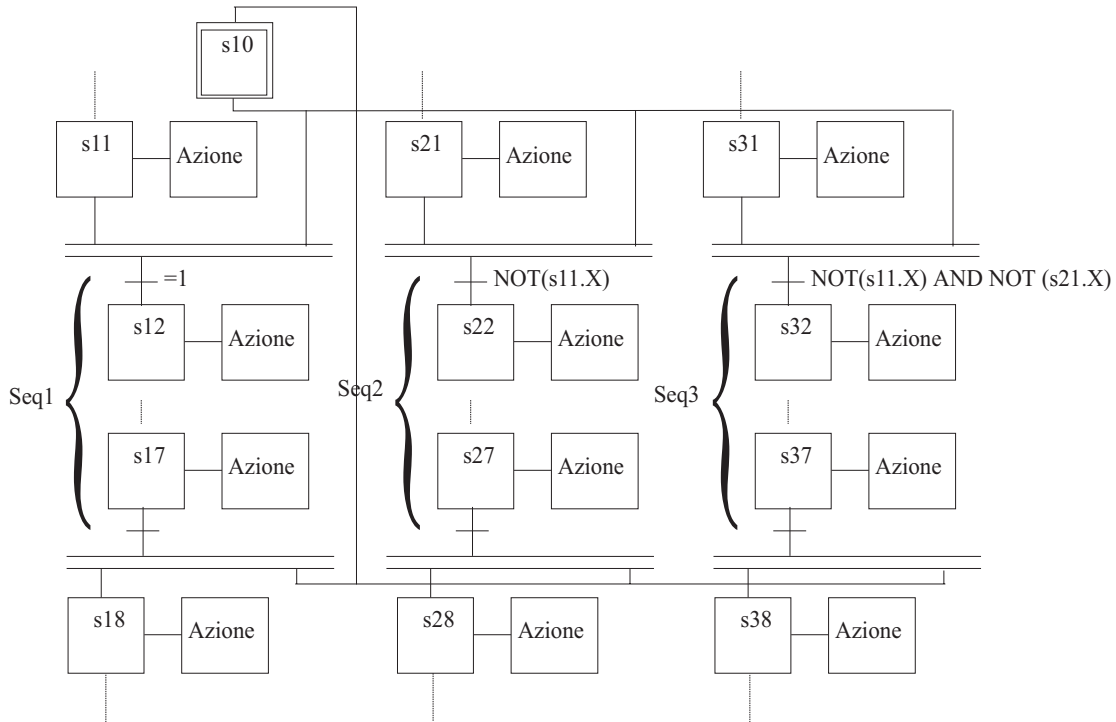 s10
s11
Azione
s21
Azione
s31
Azione
=1
NOT(s11.X)
NOT(s11.X) AND NOT (s21.X)
s12
Azione
s22
Azione
s32
Azione
Seq1
Seq2
Seq3
s17
Azione
s27
Azione
s37
Azione
s18
Azione
s28
Azione
s38
Azione